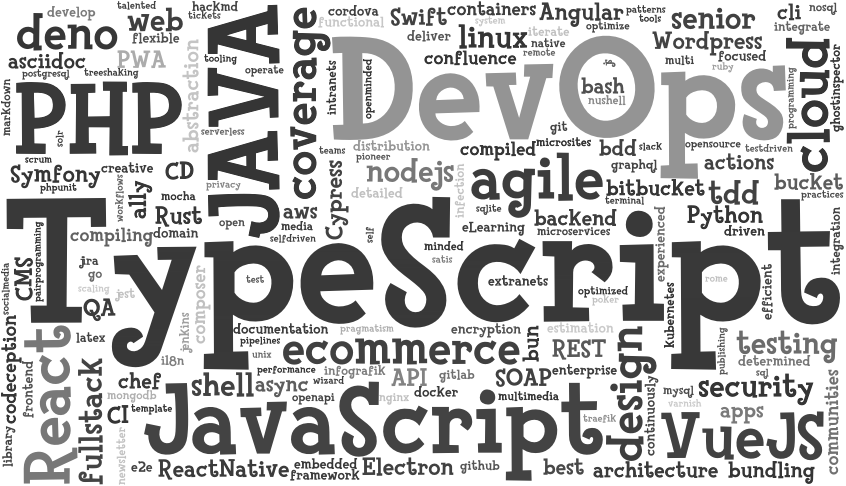 develop
talented
hackmd
tickets
cordova
functional
Swift
containers
system
Angular
patterns
tools
senior
cli
nosql
integrate
deno
web
flexible
JAVA
coverage
deliver
linux
iterate
native
remote
optimize
Wordpress
focused
asciidoc
PWA
tooling
operate
confluence
DevOps
multi
ruby
cloud
ghostinspector
postgresql
treeshaking
abstraction
intranets
openminded
bash
nushell
programming
markdown
PHP
solr
serverless
scrum
teams
distribution
pioneer
git
microsites
compiled
bdd
slack
graphql
opensource
testdriven
actions
Symfony
phpunit
creative
CD
workflows
ally
mocha
privacy
Cypress
nodejs
detailed
infection
agile
sqlite
bitbucket
terminal
tdd
bucket
practices
Rust
open
aws
media
selfdriven
self
eLearning
backend
microservices
experienced
Python
driven
integration
TypeScript
pairprogramming
compiling
domain
minded
satis
CMS
socialmedia
jra
go
scaling
jest
QA
composer
jenkins
test
extranets
optimized
poker
kubernetes
rome
efficient
codeception
React
latex
i18n
documentation
pipelines
unix
pragmatism
encryption
estimation
ecommerce
bun
REST
design
publishing
testing
determined
sql
frontend
fullstack
chef
mongodb
shell
async
performance
wizard
infografik
API
gitlab
SOAP
enterprise
mysql
varnish
security
communities
library
CI
template
newsletter
JavaScript
openapi
nginx
docker
multimedia
traefik
continuously
apps
VueJS
e2e
ReactNative
embedded
framework
Electron
github
best
architecture
bundling